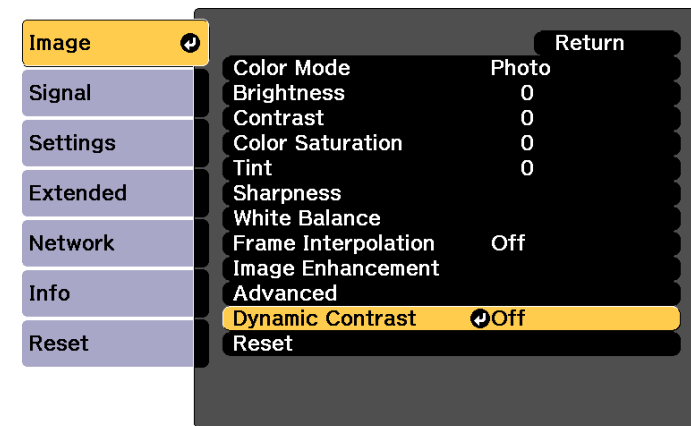 Image
Signal
Settings
Extended
Network
Info
Reset
Return
Color Mode Photo
Brightness 0
Contrast 0
Color Saturation 0
Tint 0
Sharpness
White Balance
Frame Interpolation Off
Image Enhancement
Advanced
Dynamic Contrast Off
Reset